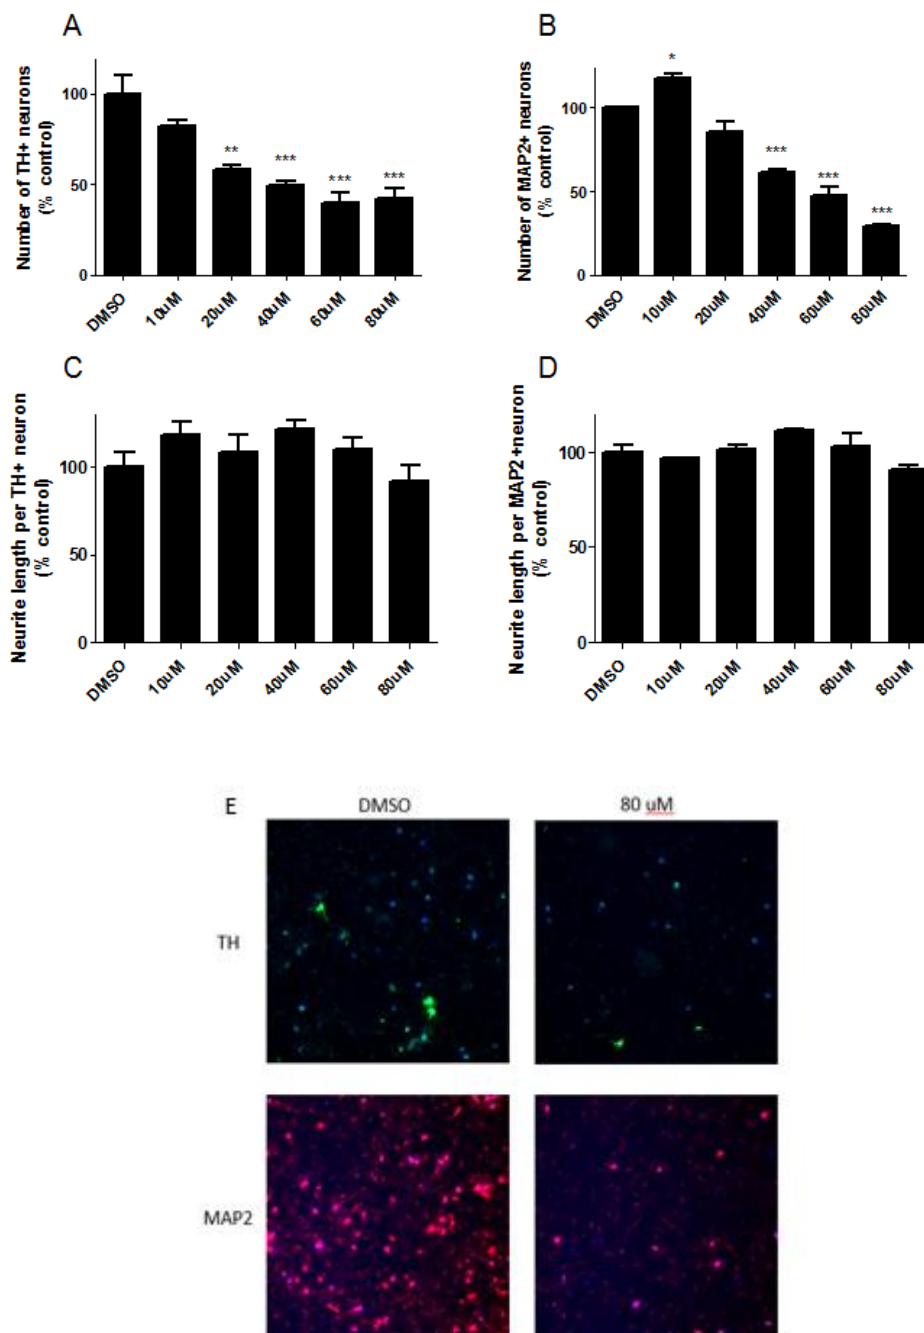 A
Number of TH+ neurons
(% control)
100
50
0
**
***
***
***
DMSO
10uM
20uM
40uM
60uM
80uM
B
Number of MAP2+ neurons
(% control)
100
50
0
*
***
***
***
DMSO
10uM
20uM
40uM
60uM
80uM
C
Neurite length per TH+ neuron
(% control)
100
50
0
DMSO
10uM
20uM
40uM
60uM
80uM
D
Neurite length per MAP2+neuron
(% control)
100
50
0
DMSO
10uM
20uM
40uM
60uM
80uM
E
DMSO
80 uM
TH
MAP2